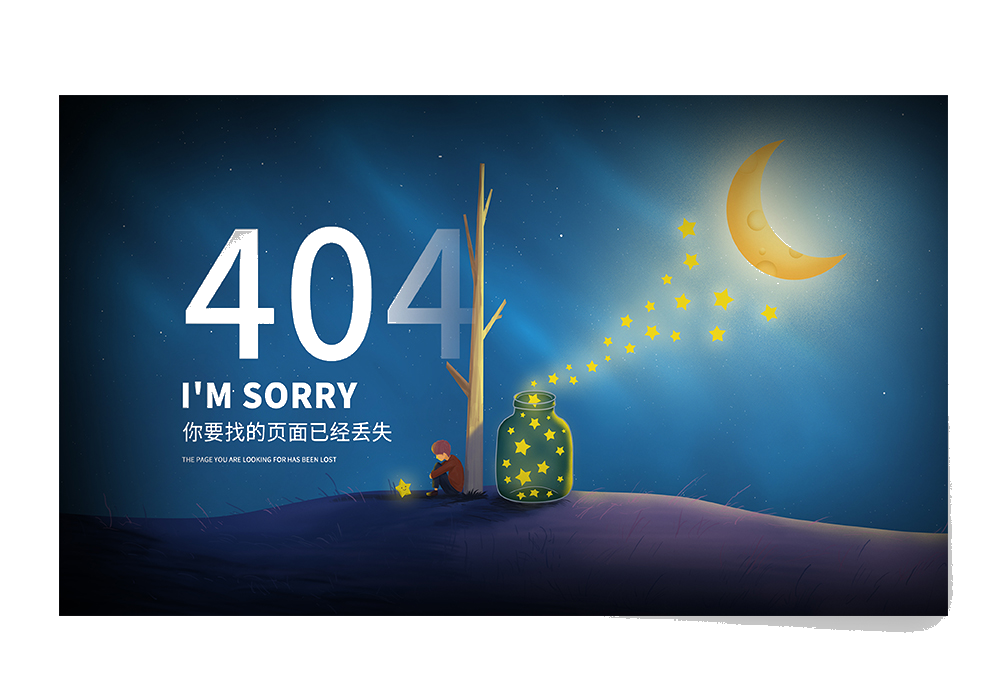 404
I'M SORRY
你要找的页面已经丢失
THE PAGE YOU ARE LOOKING FOR HAS BEEN LOST